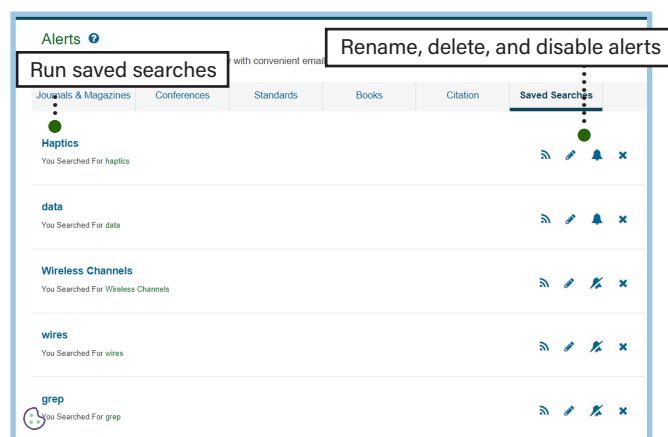 Alerts ?
Rename, delete, and disable alerts
with convenient email
Run saved searches
Journals & Magazines Conferences Standards Books Citation Saved Searches
Haptics
You Searched For haptics
data
You Searched For data
Wireless Channels
You Searched For Wireless Channels
wires
You Searched For wires
grep
You Searched For grep